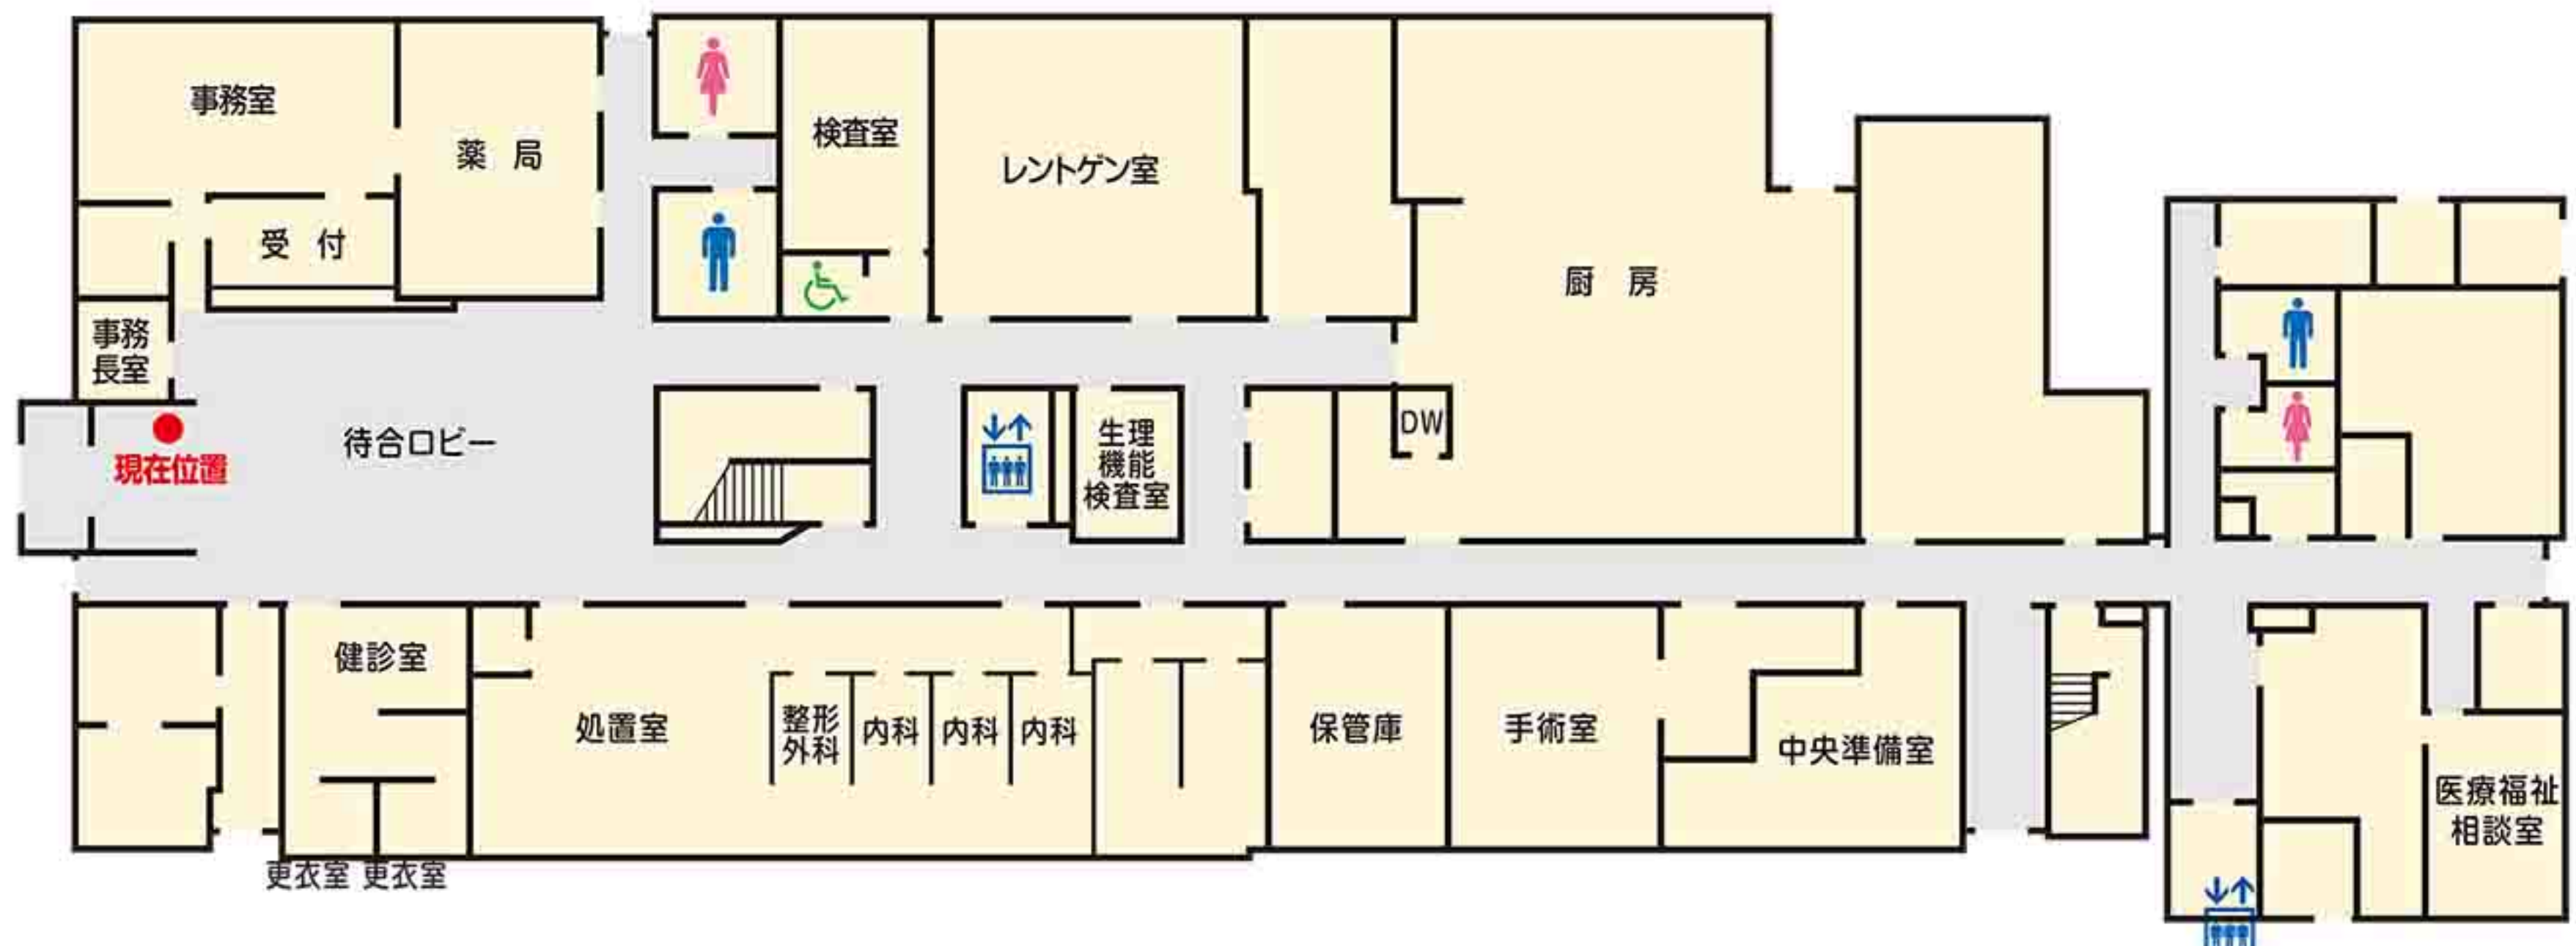 事務室
薬 局
検査室
レントゲン室
受 付
厨 房
事務
長室
待合ロビー
現在位置
DW
生理
機能
検査室
健診室
処置室
整形
外科
内科
内科
内科
保管庫
手術室
中央準備室
医療福祉
相談室
更衣室
更衣室